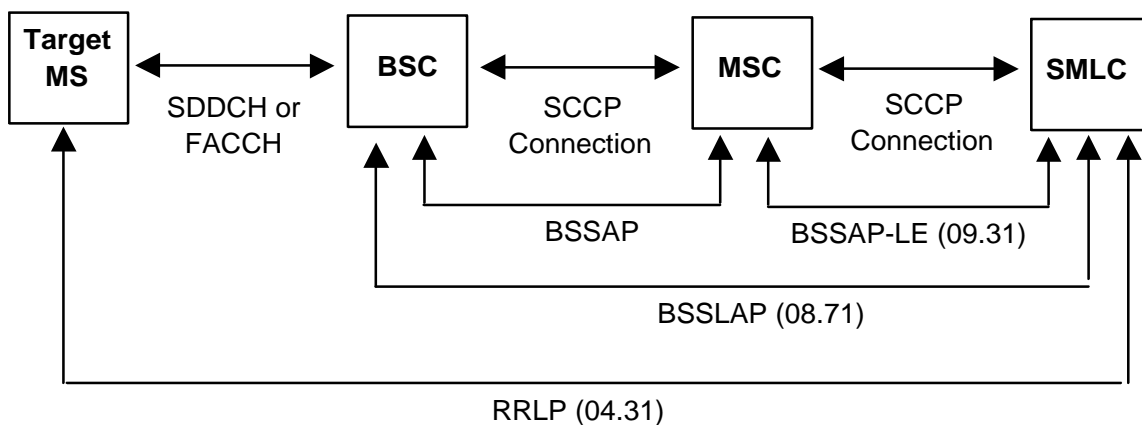 Target
MS
BSC
MSC
SMLC
SDDCH or
FACCH
SCCP
Connection
SCCP
Connection
BSSAP
BSSAP-LE (09.31)
BSSLAP (08.71)
RRLP (04.31)